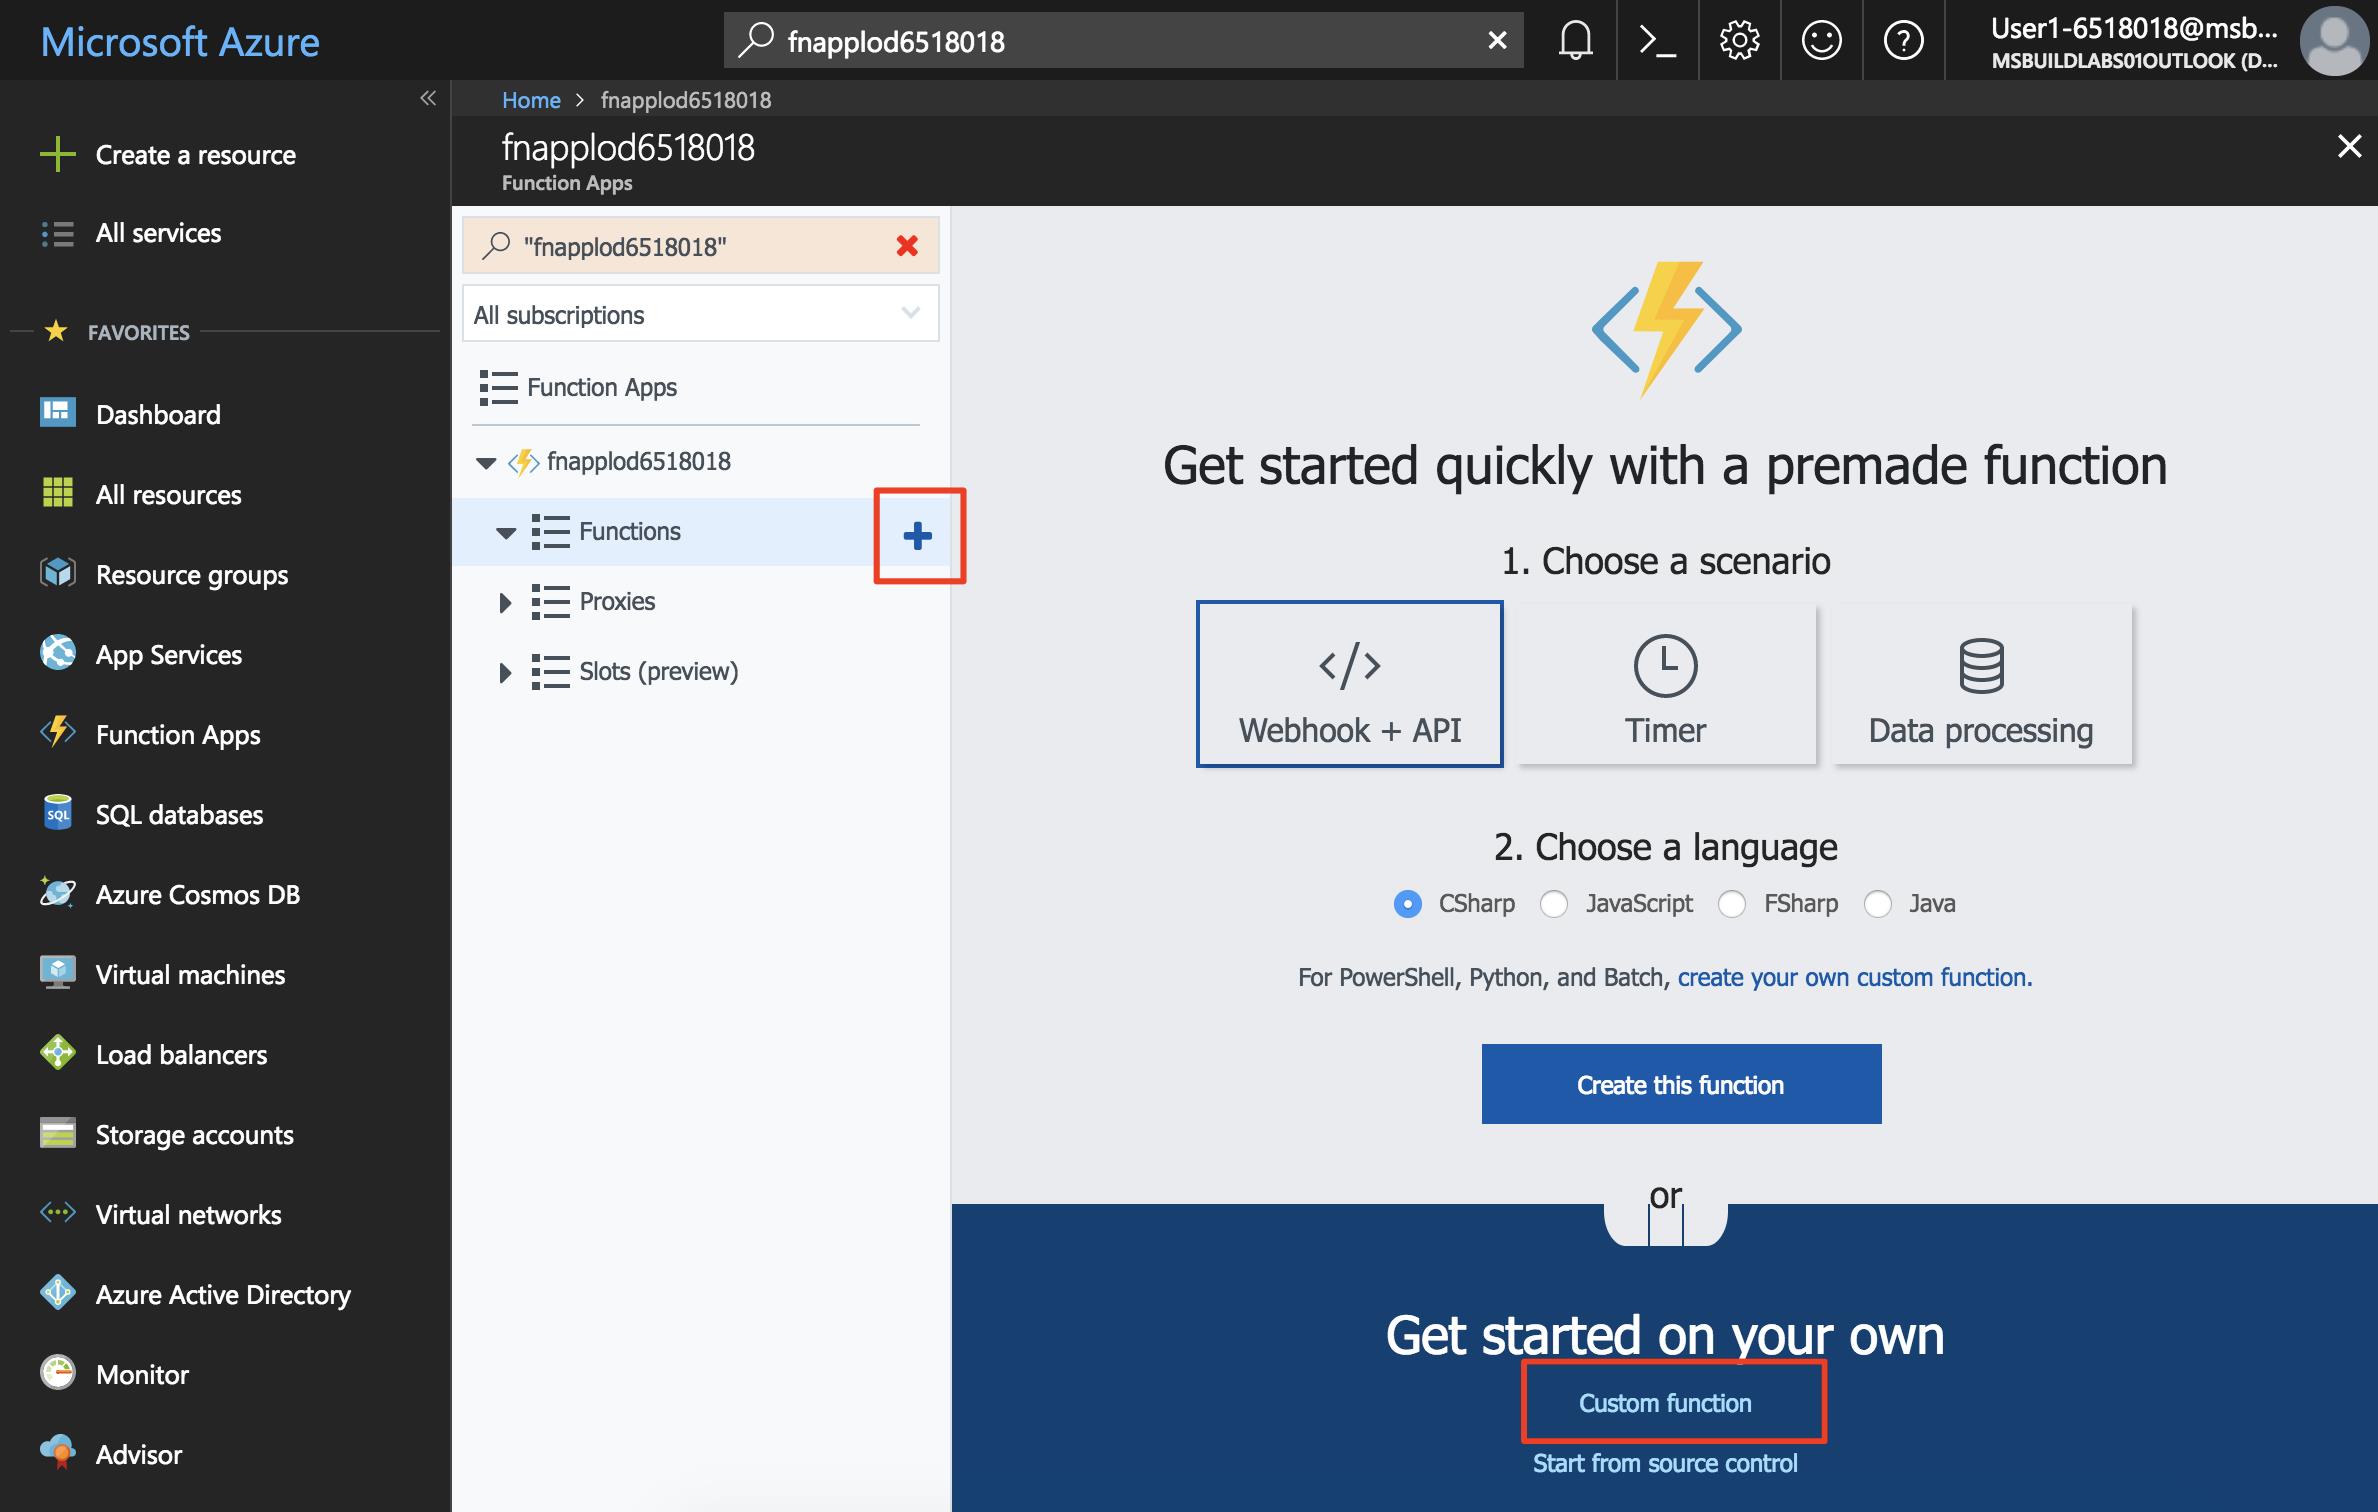 Microsoft Azure
fnapplod6518018
User1-6518018@msb...
MSBUILDLABS01OUTLOOK (D...
Home > fnapplod6518018
fnapplod6518018
Function Apps
Create a resource
All services
FAVORITES
Dashboard
All resources
Resource groups
App Services
Function Apps
SQL databases
Azure Cosmos DB
Virtual machines
Load balancers
Storage accounts
Virtual networks
Azure Active Directory
Monitor
Advisor
"fnapplod6518018"
All subscriptions
Function Apps
fnapplod6518018
Functions
Proxies
Slots (preview)
Get started quickly with a premade function
1. Choose a scenario
Webhook + API
Timer
Data processing
2. Choose a language
CSharp JavaScript FSharp Java
For PowerShell, Python, and Batch, create your own custom function.
Create this function
or
Get started on your own
Custom function
Start from source control